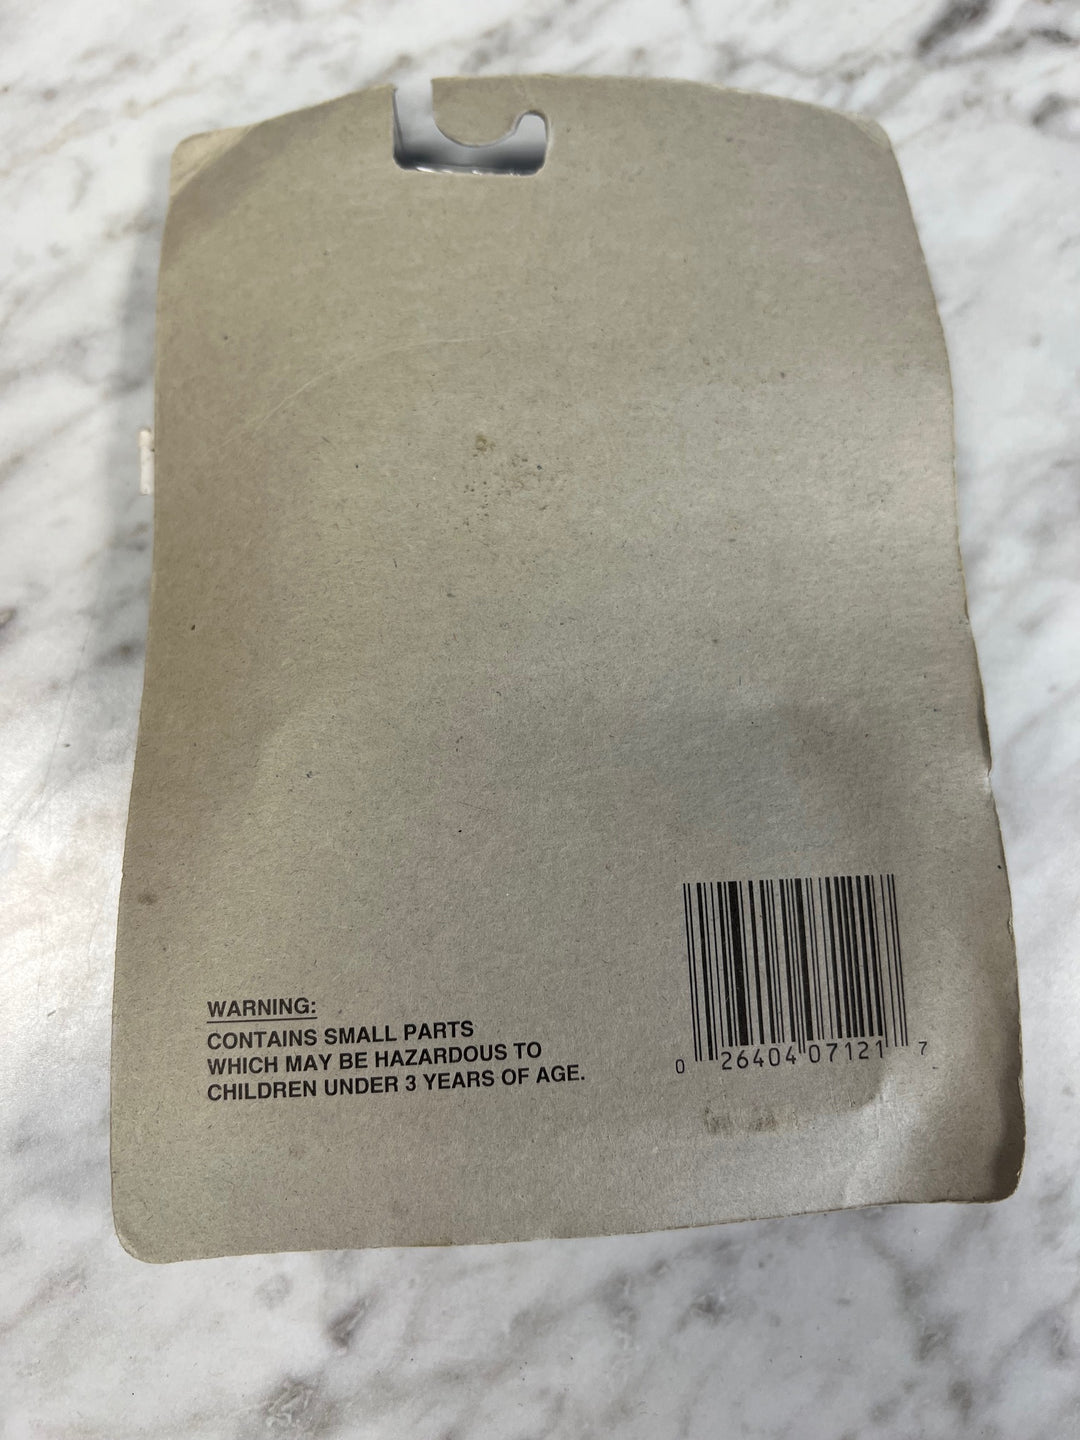 WARNING:
CONTAINS SMALL PARTS
WHICH MAY BE HAZARDOUS TO
CHILDREN UNDER 3 YEARS OF AGE.
0 26404 07121 7